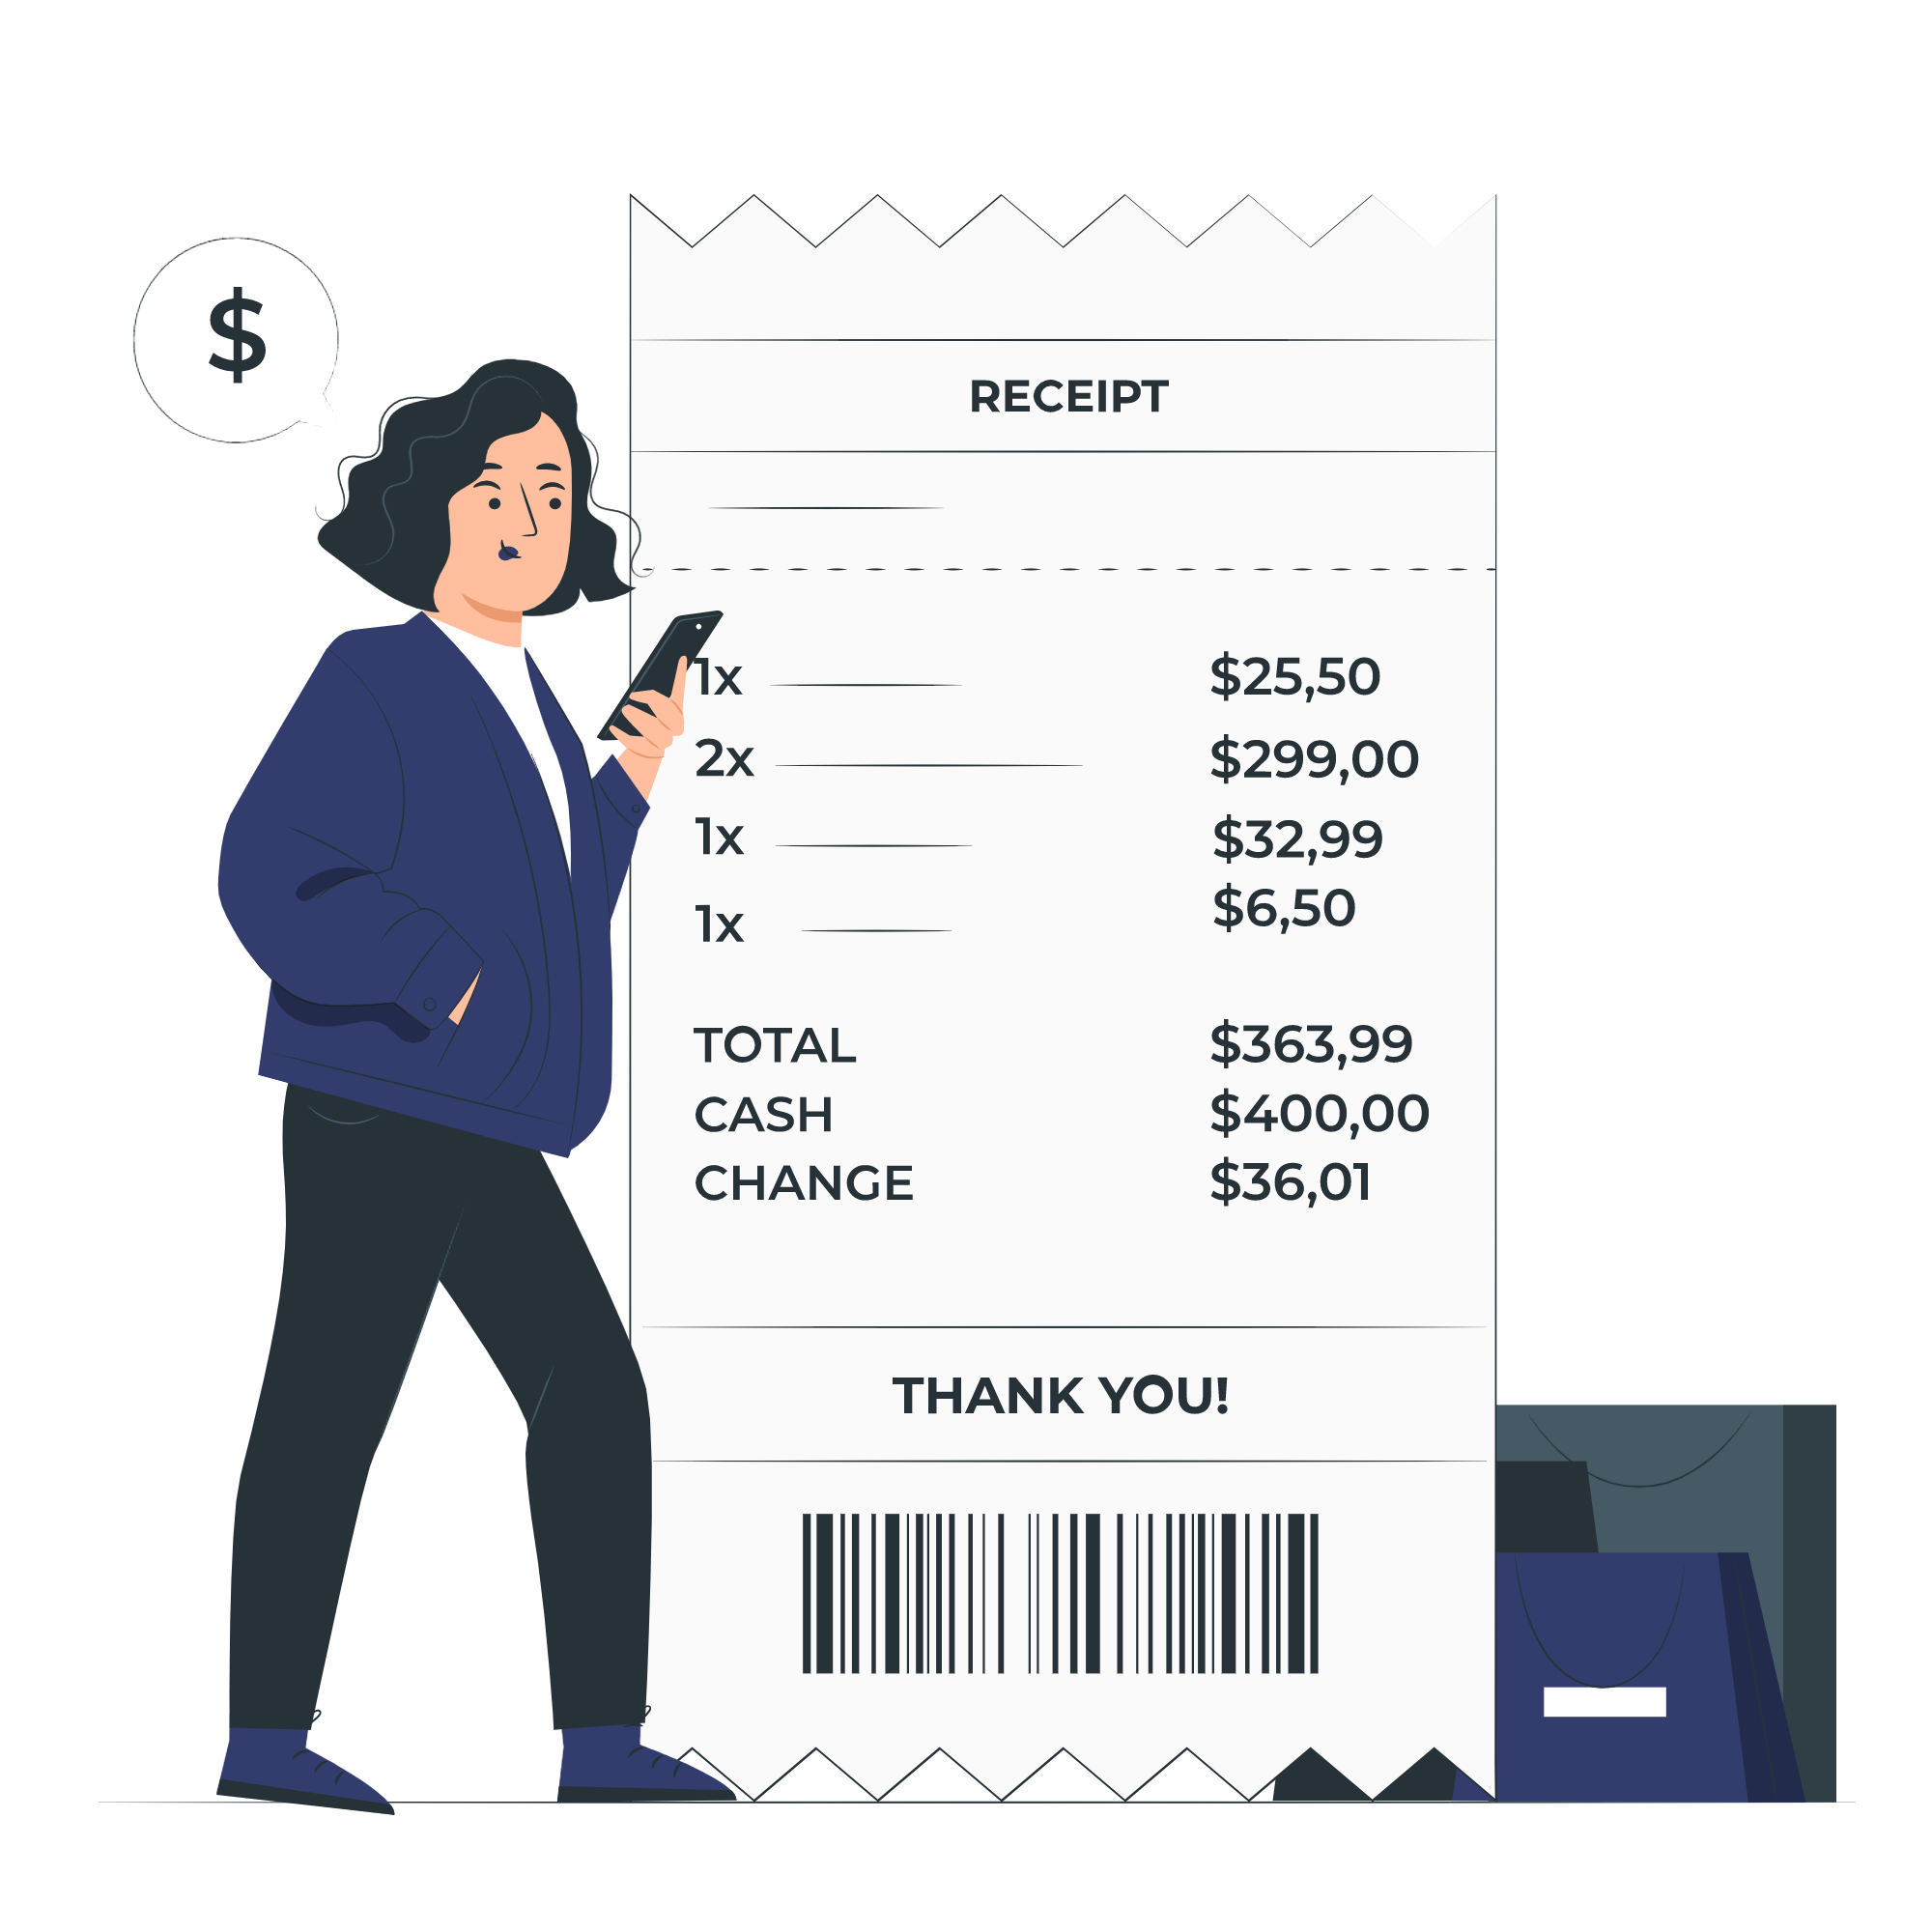 $
RECEIPT
1x $25,50
2x $299,00
1x $32,99
1x $6,50
TOTAL $363,99
CASH $400,00
CHANGE $36,01
THANK YOU!